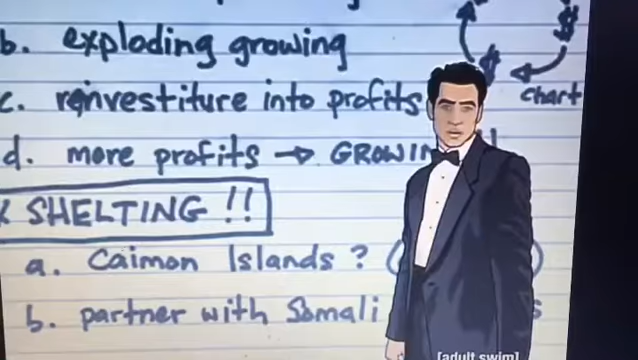 b. exploding growing
c. reinvestiture into profits
chart
d. more profits → GROWIN
SHELTING !!
a. Caimon Islands ? (
b. partner with Somali
[adult swim]